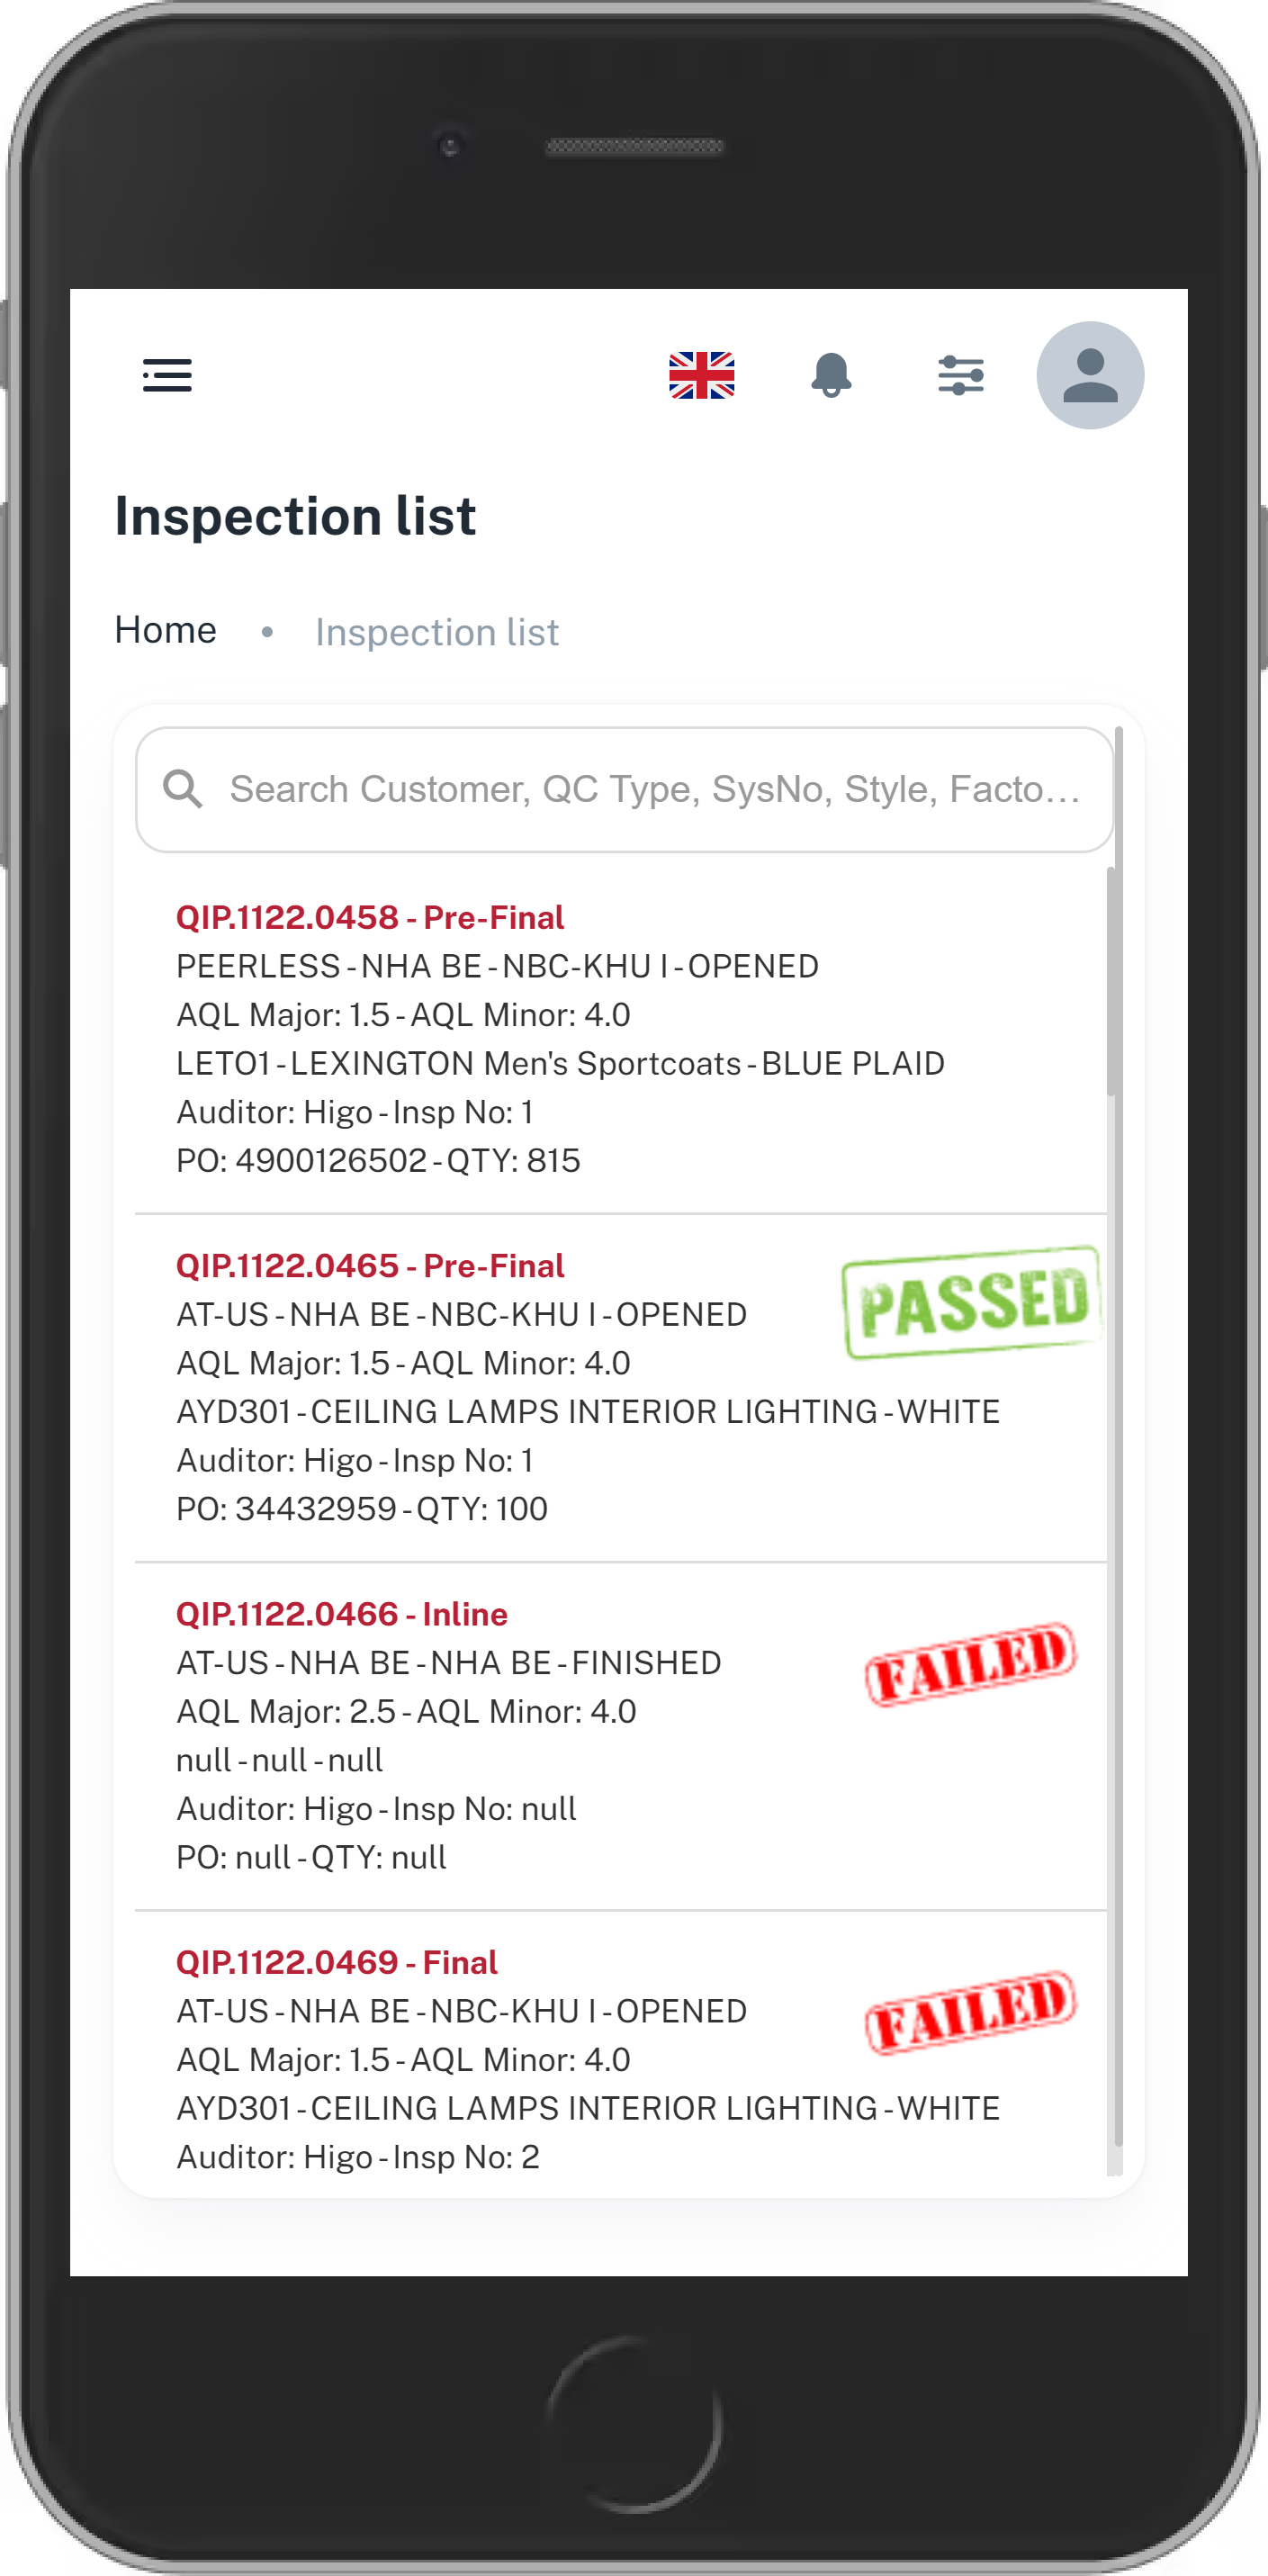 Inspection list
Home • Inspection list
Search Customer, QC Type, SysNo, Style, Facto...
QIP.1122.0458 - Pre-Final
PEERLESS - NHA BE - NBC-KHU I - OPENED
AQL Major: 1.5 - AQL Minor: 4.0
LETO1 - LEXINGTON Men's Sportcoats - BLUE PLAID
Auditor: Higo - Insp No: 1
PO: 4900126502 - QTY: 815
QIP.1122.0465 - Pre-Final
PASSED
AT-US - NHA BE - NBC-KHU I - OPENED
AQL Major: 1.5 - AQL Minor: 4.0
AYD301 - CEILING LAMPS INTERIOR LIGHTING - WHITE
Auditor: Higo - Insp No: 1
PO: 34432959 - QTY: 100
QIP.1122.0466 - Inline
FAILED
AT-US - NHA BE - NHA BE - FINISHED
AQL Major: 2.5 - AQL Minor: 4.0
null - null - null
Auditor: Higo - Insp No: null
PO: null - QTY: null
QIP.1122.0469 - Final
FAILED
AT-US - NHA BE - NBC-KHU I - OPENED
AQL Major: 1.5 - AQL Minor: 4.0
AYD301 - CEILING LAMPS INTERIOR LIGHTING - WHITE
Auditor: Higo - Insp No: 2